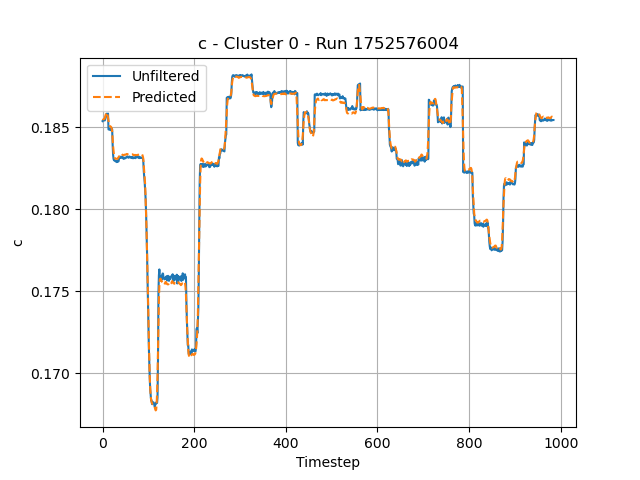 c - Cluster 0 - Run 1752576004
Unfiltered
Predicted
0.185
0.180
0.175
0.170
c
0 200 400 600 800 1000
Timestep